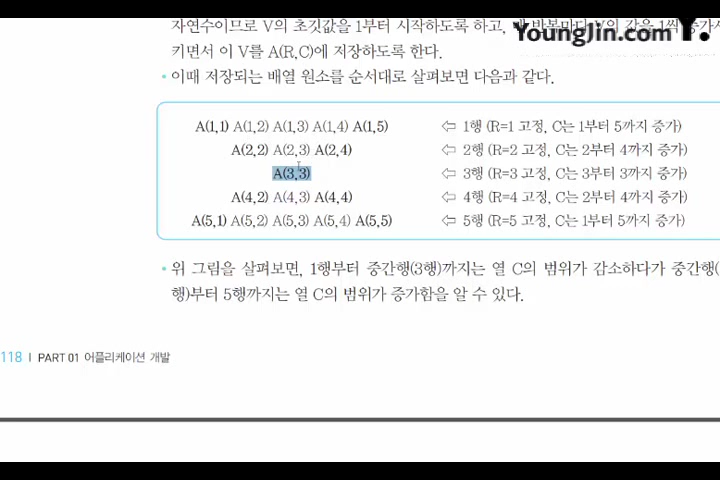 자연수이므로 V의 초깃값을 1부터 시작하도록 하고,
YoungJin.com Y.
키면서 이 V를 A(R,C)에 저장하도록 한다.
• 이때 저장되는 배열 원소를 순서대로 살펴보면 다음과 같다.
A(1,1) A(1,2) A(1,3) A(1,4) A(1,5) ⇦ 1행 (R=1 고정, C는 1부터 5까지 증가)
A(2,2) A(2,3) A(2,4) ⇦ 2행 (R=2 고정, C는 2부터 4까지 증가)
A(3,3) ⇦ 3행 (R=3 고정, C는 3부터 3까지 증가)
A(4,2) A(4,3) A(4,4) ⇦ 4행 (R=4 고정, C는 2부터 4까지 증가)
A(5,1) A(5,2) A(5,3) A(5,4) A(5,5) ⇦ 5행 (R=5 고정, C는 1부터 5까지 증가)
• 위 그림을 살펴보면, 1행부터 중간행(3행)까지는 열 C의 범위가 감소하다가 중간행(
행)부터 5행까지는 열 C의 범위가 증가함을 알 수 있다.
118 | PART 01 어플리케이션 개발